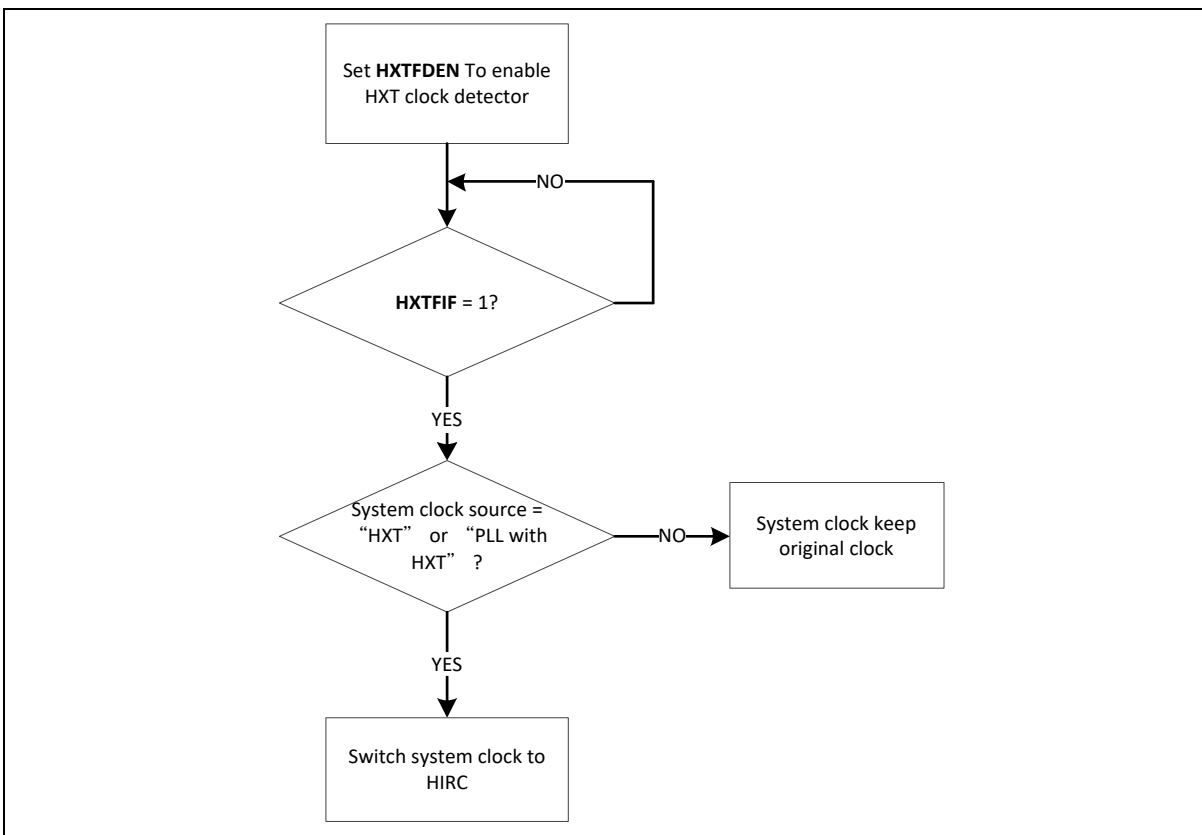 Set HXTFDEN To enable
HXT clock detector
NO
HXTFIF = 1?
YES
System clock source =
“HXT” or “PLL with
HXT” ?
NO
System clock keep
original clock
YES
Switch system clock to
HIRC